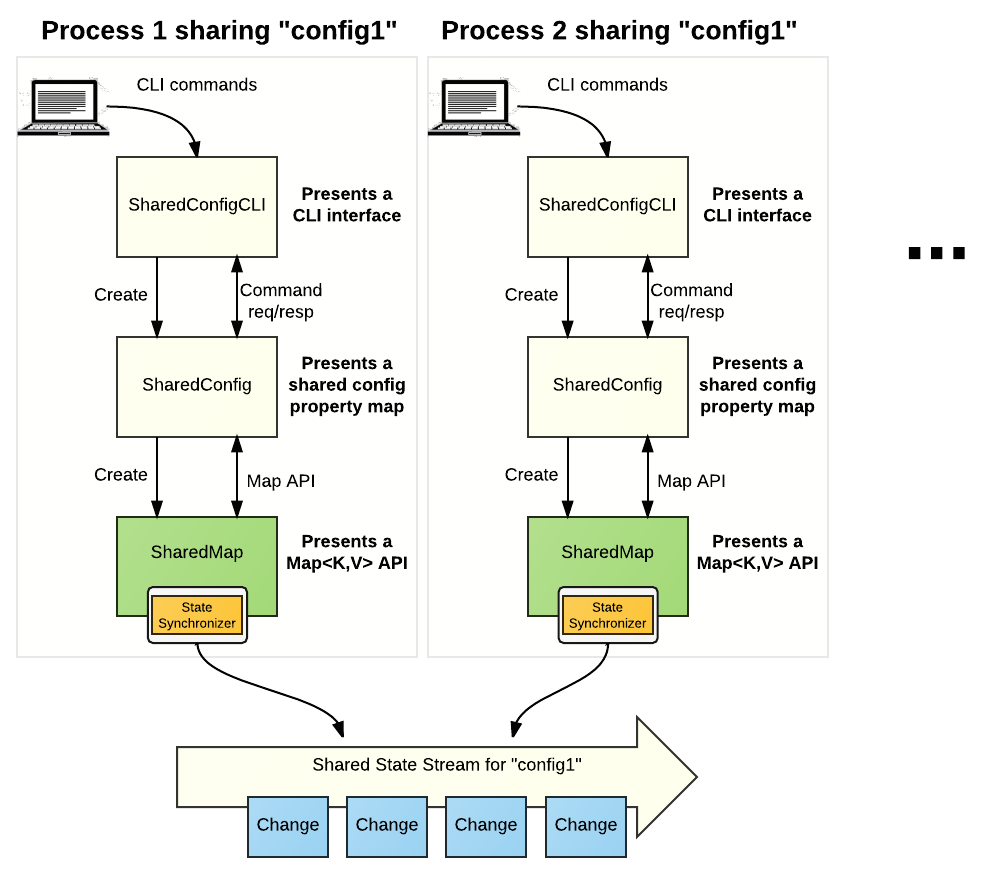 Process 1 sharing "config1"
CLI commands
SharedConfigCLI
Presents a
CLI interface
Create
Command
req/resp
SharedConfig
Presents a
shared config
property map
Create
Map API
SharedMap
Presents a
Map<K,V> API
State
Synchronizer
Process 2 sharing "config1"
CLI commands
SharedConfigCLI
Presents a
CLI interface
Create
Command
req/resp
SharedConfig
Presents a
shared config
property map
Create
Map API
SharedMap
Presents a
Map<K,V> API
State
Synchronizer
...
Shared State Stream for "config1"
Change
Change
Change
Change